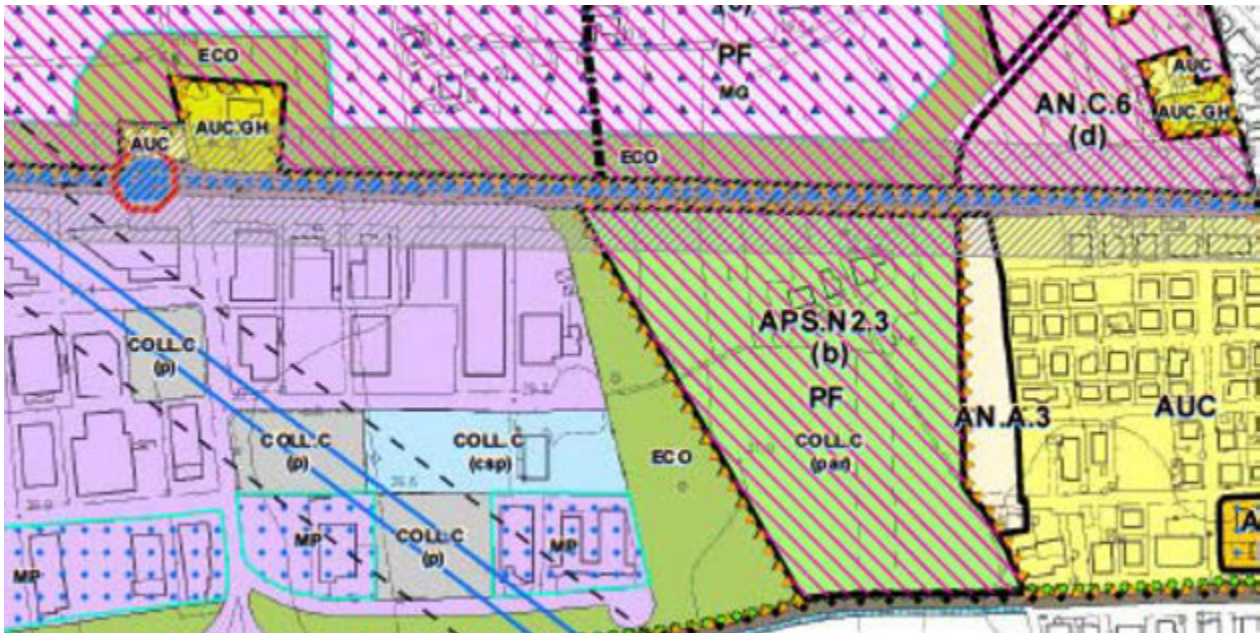 ECO
PF
MG
AUC
AUC.GH
AN.C.6
(d)
AUC.GH
AUC
ECO
APS.N2.3
(b)
PF
COLL.C
(p)
AN.A.3
AUC
COLL.C
(p)
COLL.C
(csp)
ECO
COLL.C
(par)
COLL.C
(p)
MP
MP
MP